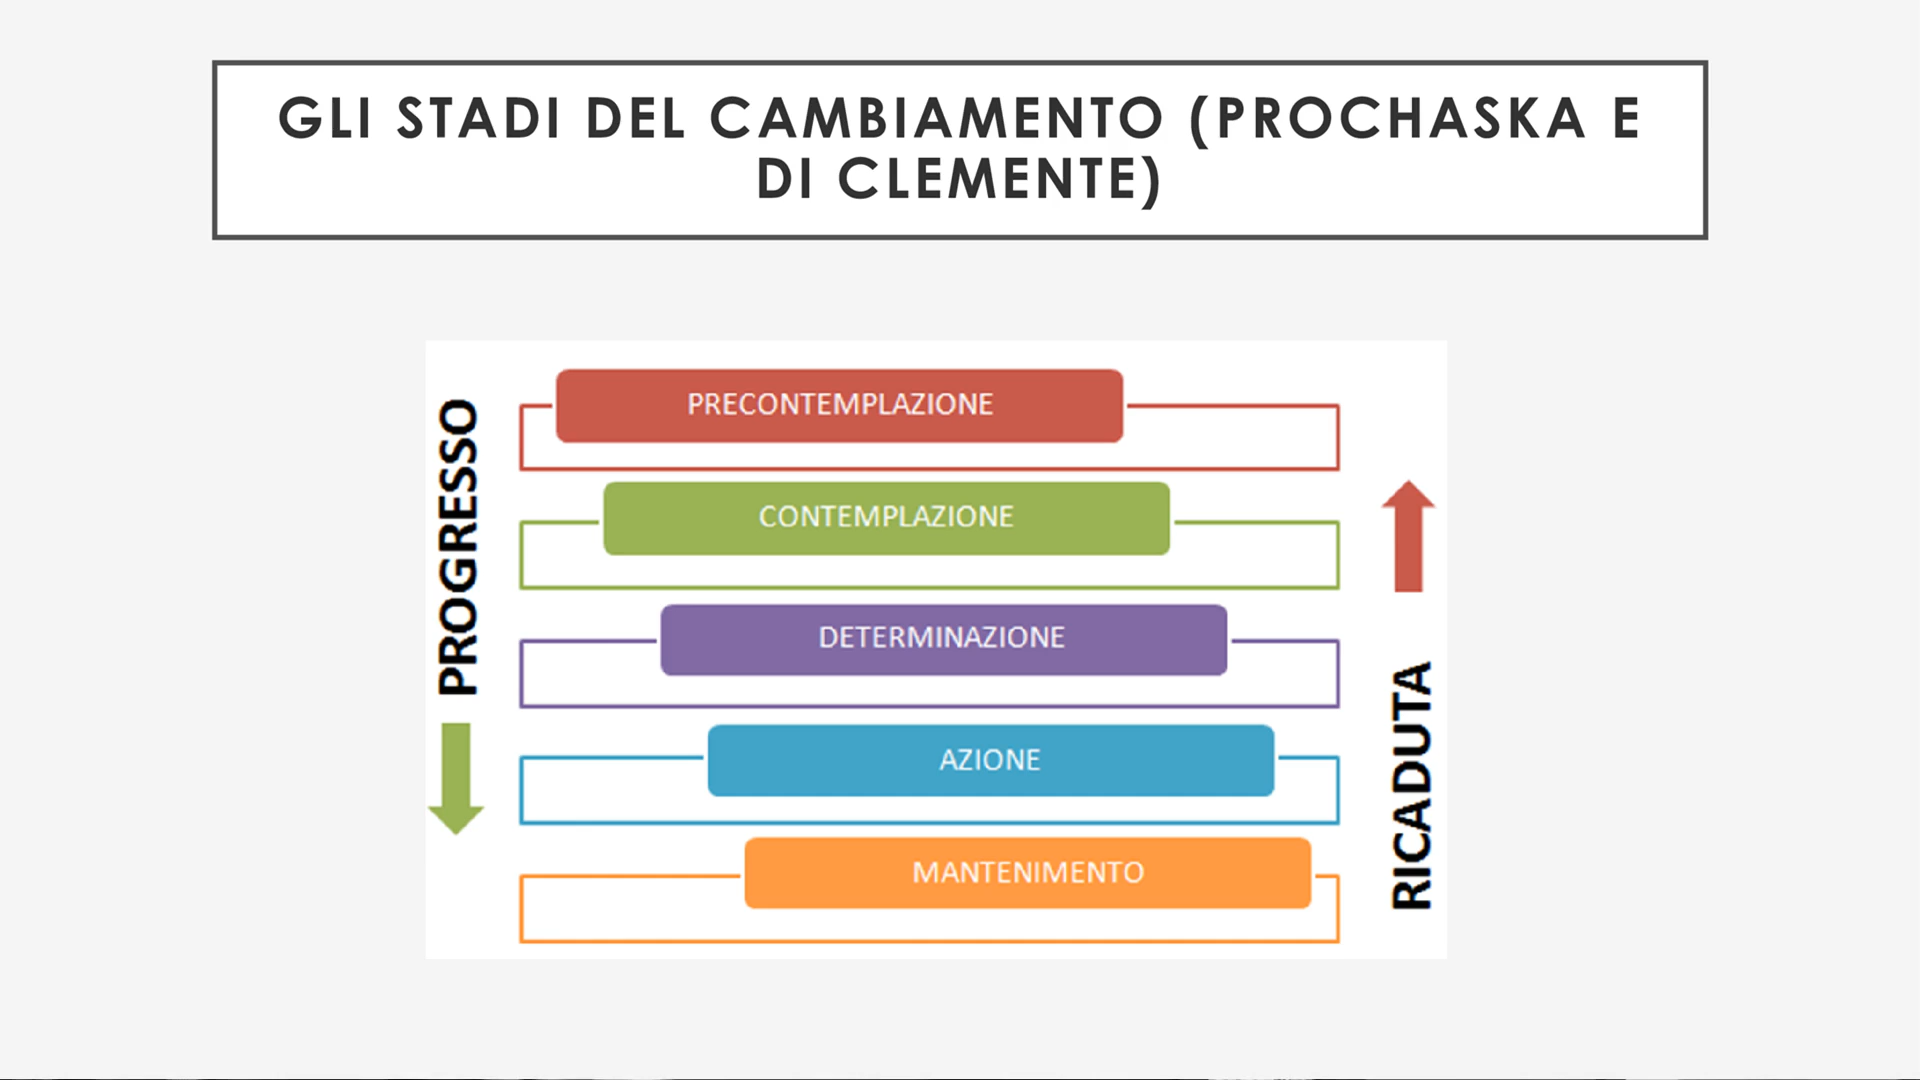 GLI STADI DEL CAMBIAMENTO (PROCHASKA E
DI CLEMENTE)
PROGRESSO
PRECONTEMPLAZIONE
CONTEMPLAZIONE
DETERMINAZIONE
AZIONE
MANTENIMENTO
RICADUTA